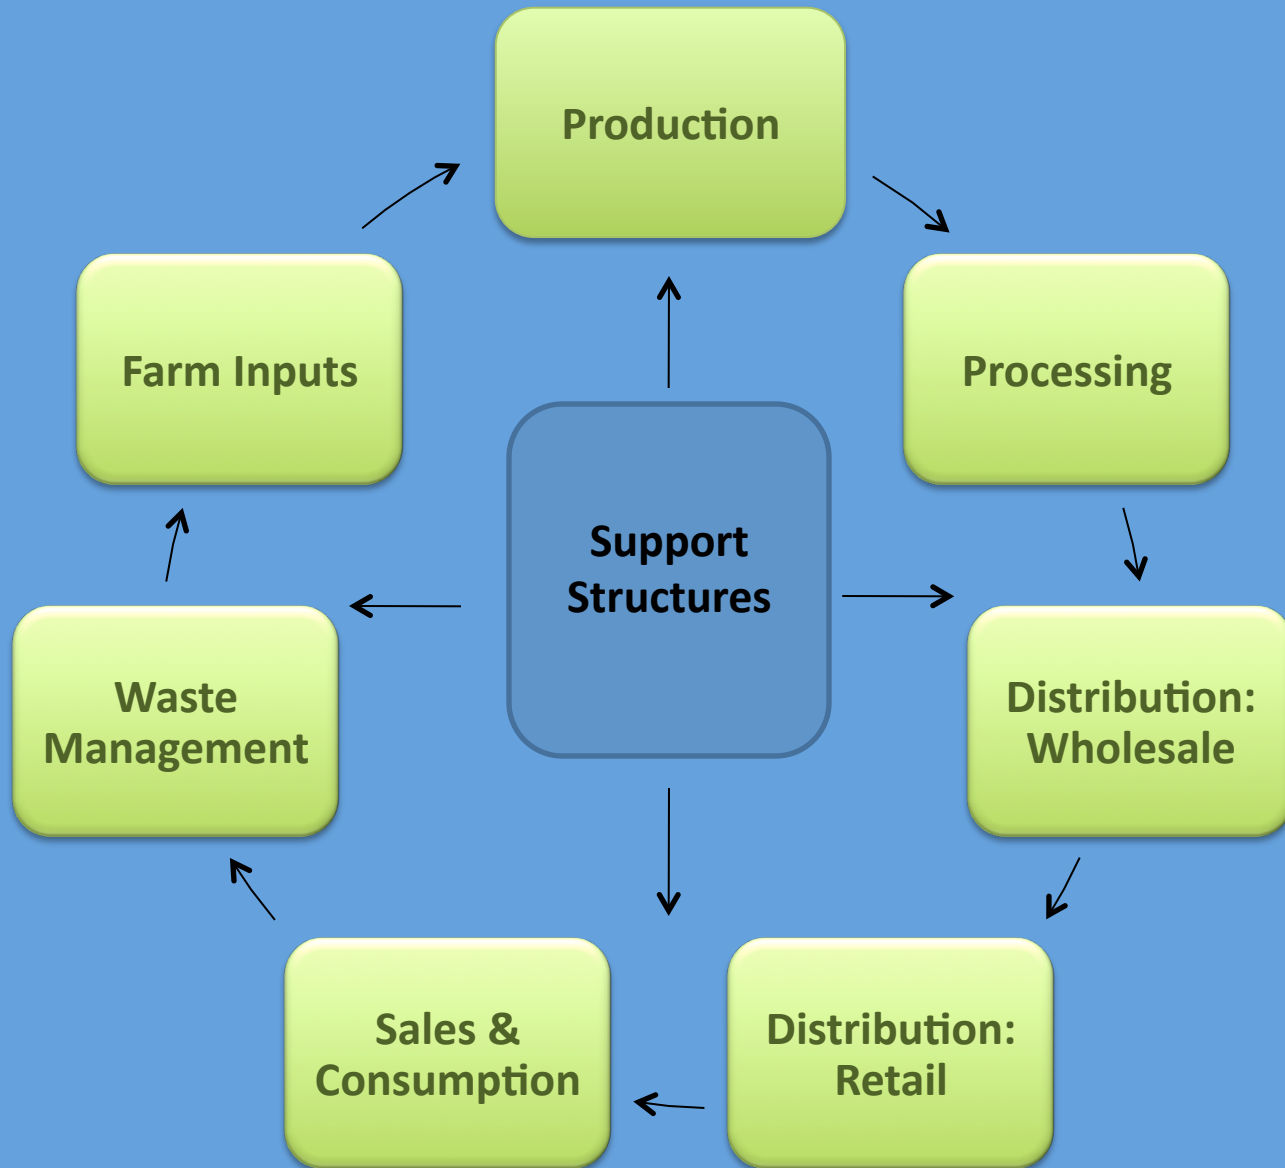 Production
Farm Inputs
Processing
Support
Structures
Waste
Management
Distribution:
Wholesale
Sales &
Consumption
Distribution:
Retail